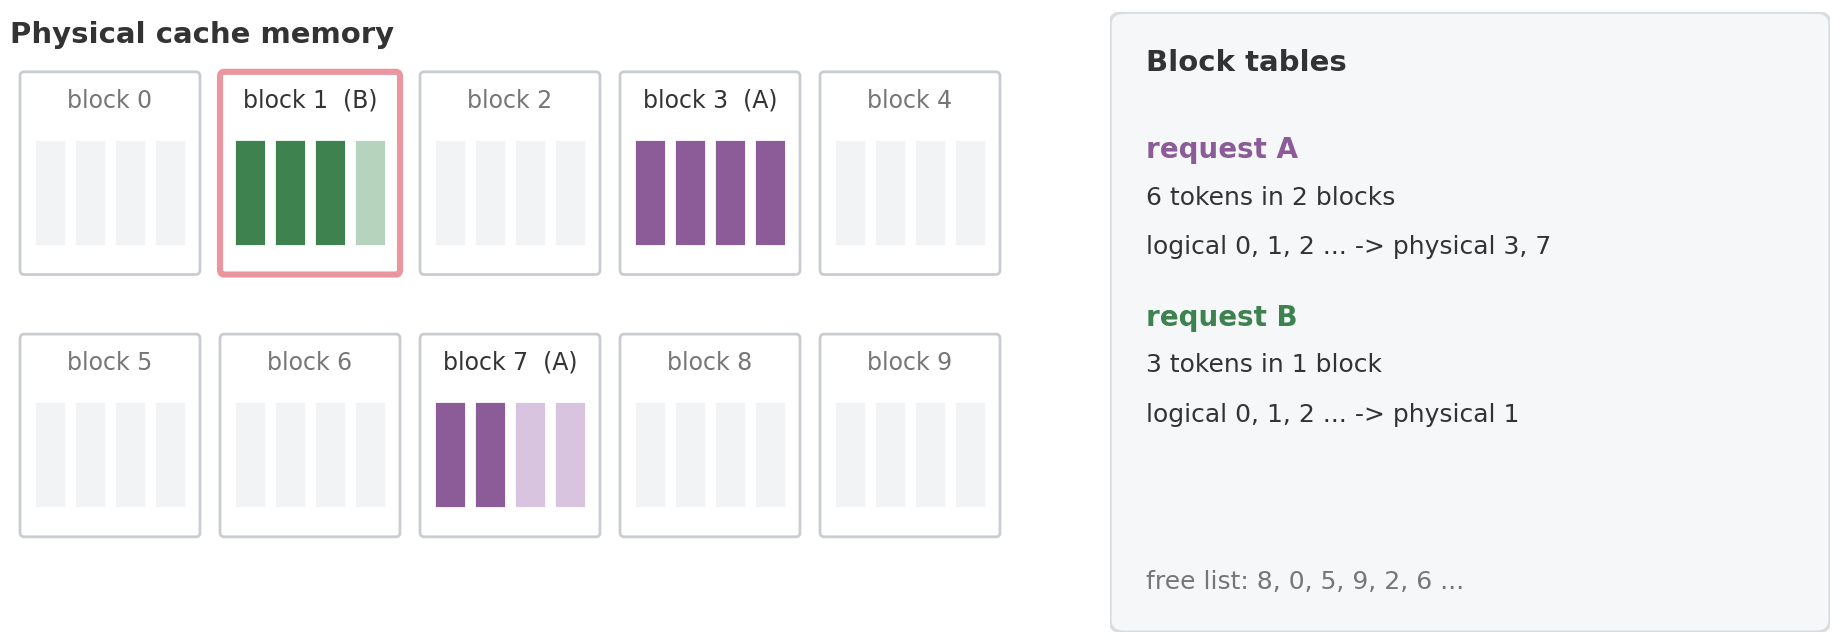 Physical cache memory
block 0
block 1  (B)
block 2
block 3  (A)
block 4
block 5
block 6
block 7  (A)
block 8
block 9
Block tables
request A
6 tokens in 2 blocks
logical 0, 1, 2 ... -> physical 3, 7
request B
3 tokens in 1 block
logical 0, 1, 2 ... -> physical 1
free list: 8, 0, 5, 9, 2, 6 ...